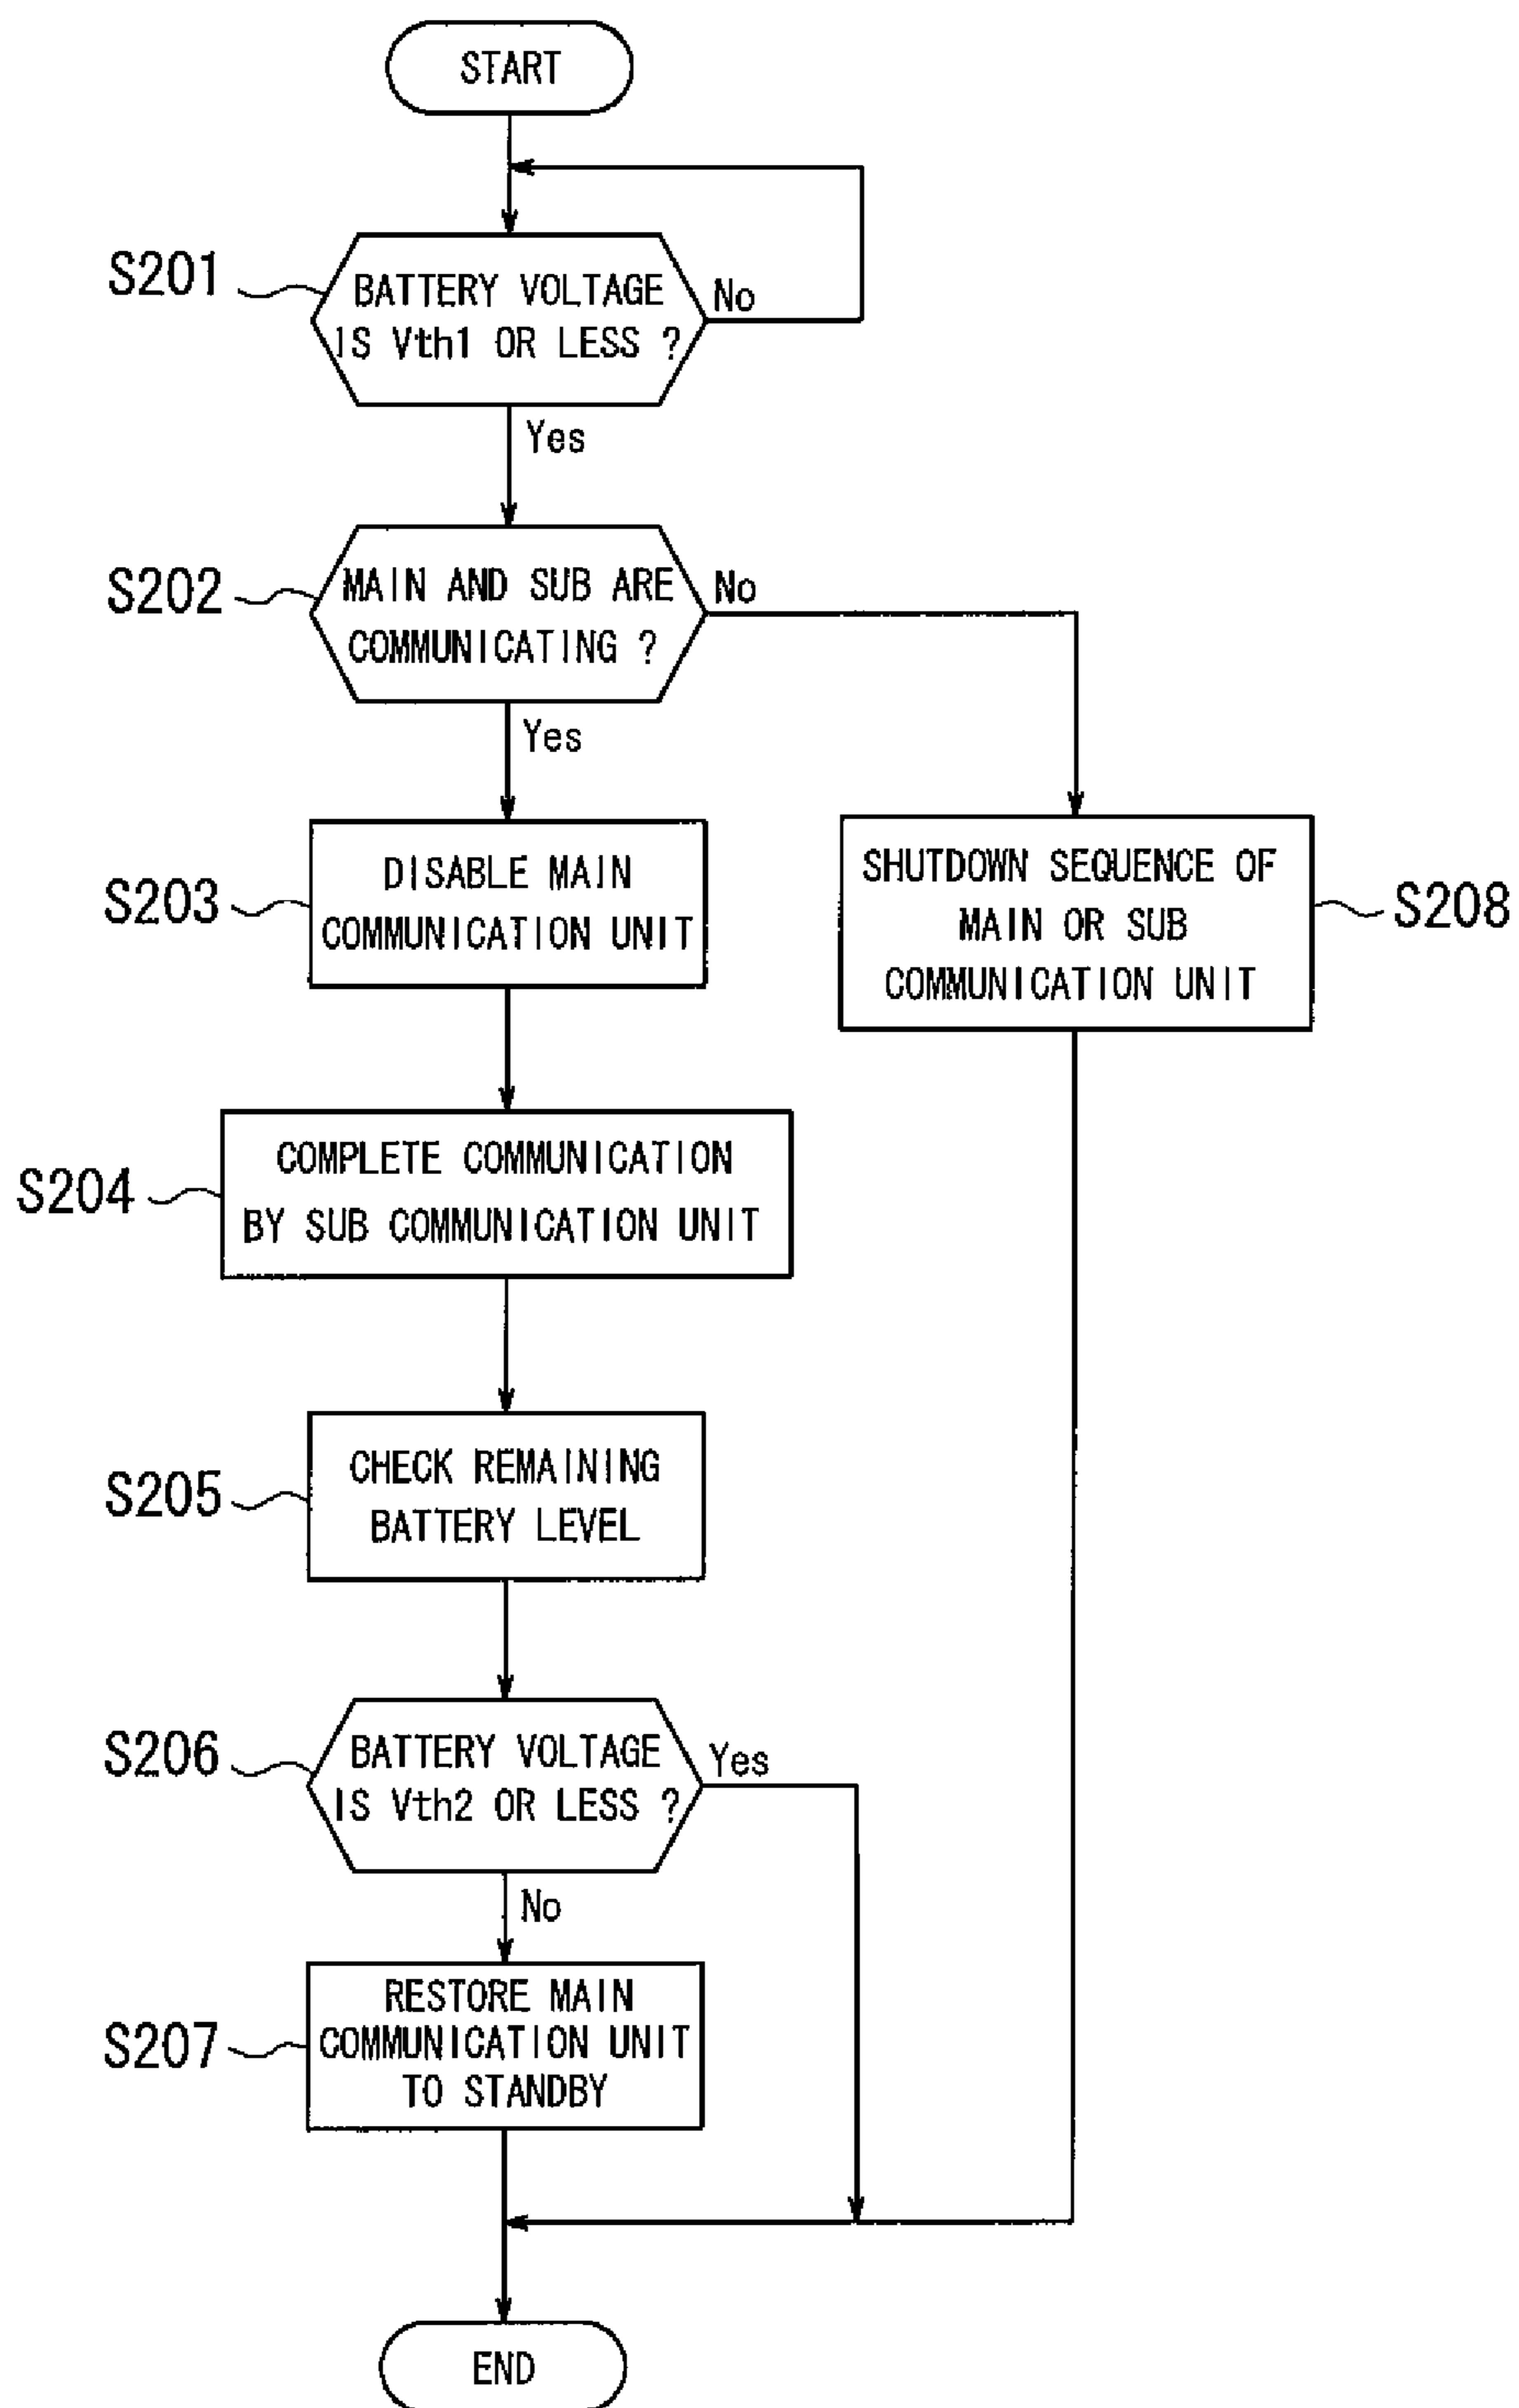 START
S201
BATTERY VOLTAGE
IS Vth1 OR LESS ?
No
Yes
S202
MAIN AND SUB ARE
COMMUNICATING ?
No
Yes
S203
DISABLE MAIN
COMMUNICATION UNIT
SHUTDOWN SEQUENCE OF
MAIN OR SUB
COMMUNICATION UNIT
S208
S204
COMPLETE COMMUNICATION
BY SUB COMMUNICATION UNIT
S205
CHECK REMAINING
BATTERY LEVEL
S206
BATTERY VOLTAGE
IS Vth2 OR LESS ?
Yes
No
S207
RESTORE MAIN
COMMUNICATION UNIT
TO STANDBY
END